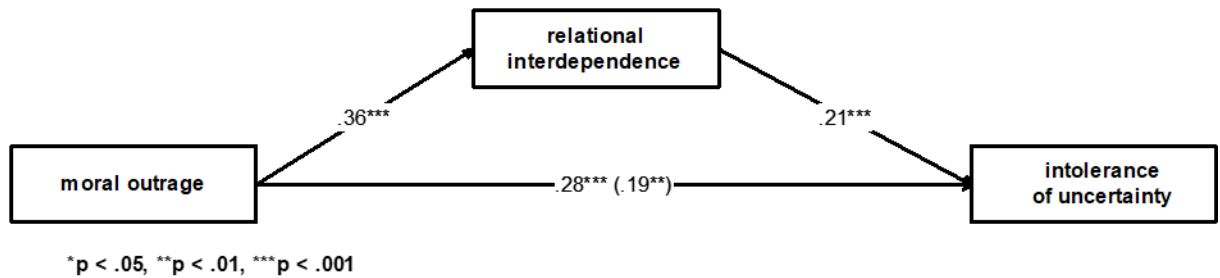 relational
interdependence
.36***
.21***
moral outrage
.28*** (.19**)
intolerance
of uncertainty
*p < .05, **p < .01, ***p < .001